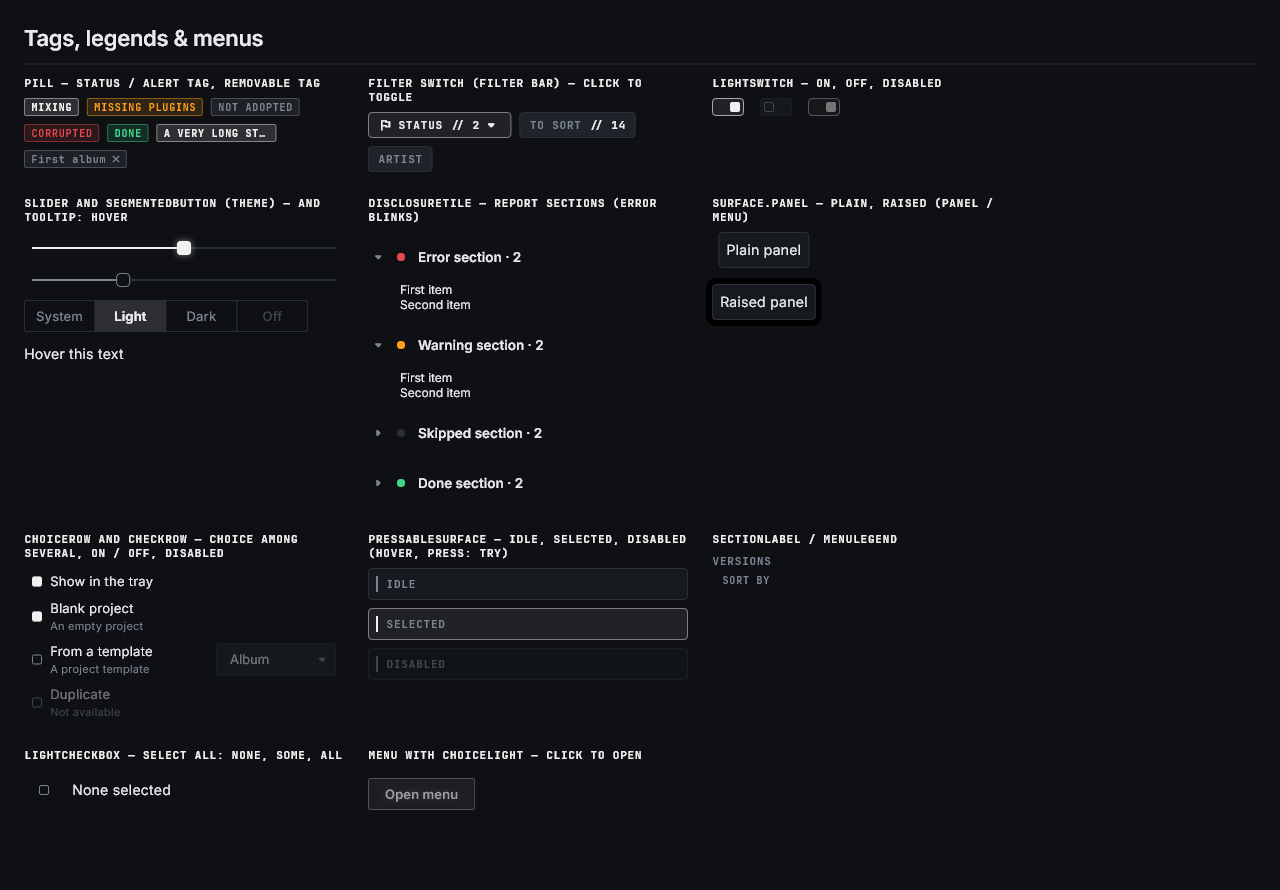 Tags, legends & menus
PILL — STATUS / ALERT TAG, REMOVABLE TAG
MIXING
MISSING PLUGINS
NOT ADOPTED
CORRUPTED
DONE
A VERY LONG ST…
First album ×
FILTER SWITCH (FILTER BAR) — CLICK TO
TOGGLE
STATUS // 2
TO SORT // 14
ARTIST
LIGHTSWITCH — ON, OFF, DISABLED
SLIDER AND SEGMENTEDBUTTON (THEME) — AND
TOOLTIP: HOVER
System
Light
Dark
Off
Hover this text
DISCLOSURETILE — REPORT SECTIONS (ERROR
BLINKS)
Error section · 2
First item
Second item
Warning section · 2
First item
Second item
Skipped section · 2
Done section · 2
SURFACE.PANEL — PLAIN, RAISED (PANEL /
MENU)
Plain panel
Raised panel
CHOICEROW AND CHECKROW — CHOICE AMONG
SEVERAL, ON / OFF, DISABLED
Show in the tray
Blank project
An empty project
From a template
A project template
Album
Duplicate
Not available
PRESSABLESURFACE — IDLE, SELECTED, DISABLED
(HOVER, PRESS: TRY)
IDLE
SELECTED
DISABLED
SECTIONLABEL / MENULEGEND
VERSIONS
SORT BY
LIGHTCHECKBOX — SELECT ALL: NONE, SOME, ALL
None selected
MENU WITH CHOICELIGHT — CLICK TO OPEN
Open menu